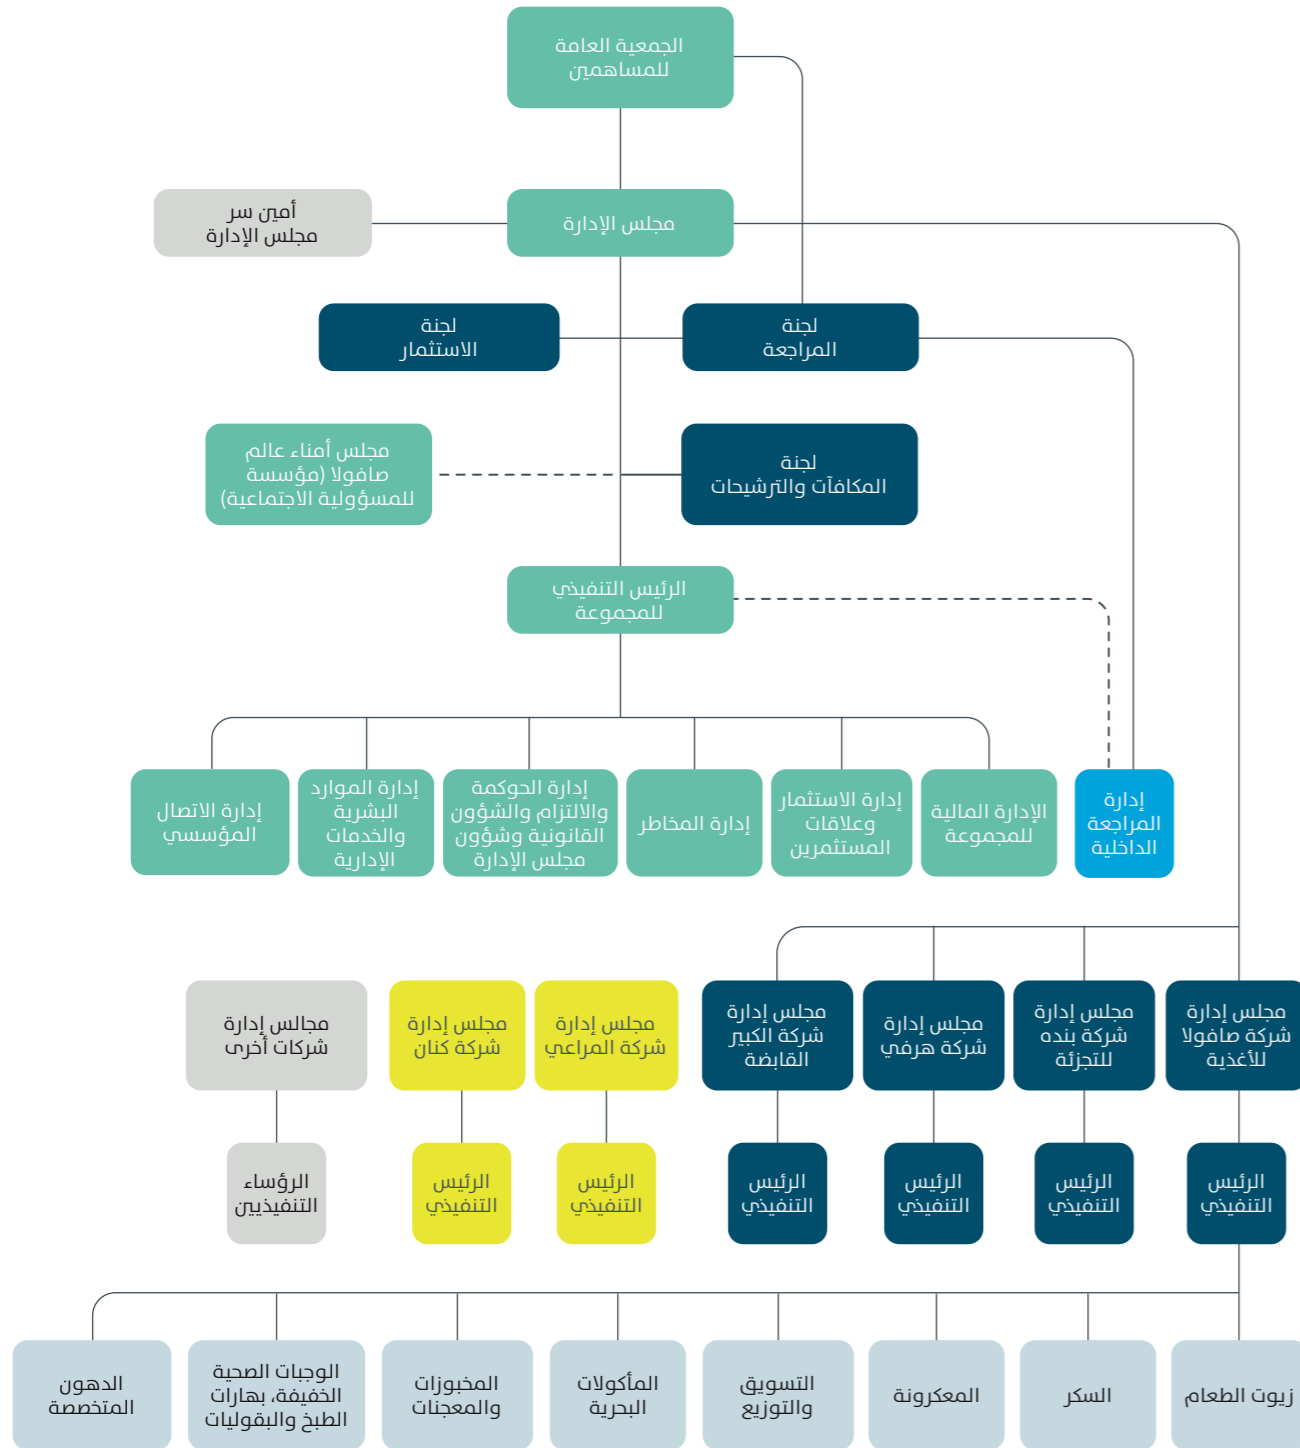 الجمعية العامة
للمساهمين
مجلس الإدارة
أمين سر
مجلس الإدارة
لجنة
المراجعة
لجنة
الاستثمار
لجنة
المكافآت والترشيحات
مجلس أمناء عالم
صافولا (مؤسسة
للمسؤولية الاجتماعية)
الرئيس التنفيذي
للمجموعة
إدارة
المراجعة
الداخلية
الإدارة المالية
للمجموعة
إدارة الاستثمار
وعلاقات
المستثمرين
إدارة المخاطر
إدارة الحوكمة
والالتزام والشؤون
القانونية وشؤون
مجلس الإدارة
إدارة الموارد
البشرية
والخدمات
الإدارية
إدارة الاتصال
المؤسسي
مجلس إدارة
شركة صافولا
للأغذية
مجلس إدارة
شركة بنده
للتجزئة
مجلس إدارة
شركة هرفي
مجلس إدارة
شركة الكبير
القابضة
مجلس إدارة
شركة المراعي
مجلس إدارة
شركة كنان
مجالس إدارة
شركات أخرى
الرئيس
التنفيذي
الرئيس
التنفيذي
الرئيس
التنفيذي
الرئيس
التنفيذي
الرئيس
التنفيذي
الرئيس
التنفيذي
الرؤساء
التنفيذيين
زيوت الطعام
السكر
المعكرونة
التسويق
والتوزيع
المأكولات
البحرية
المخبوزات
والمعجنات
الوجبات الصحية
الخفيفة، بهارات
الطبخ والبقوليات
الدهون
المتخصصة